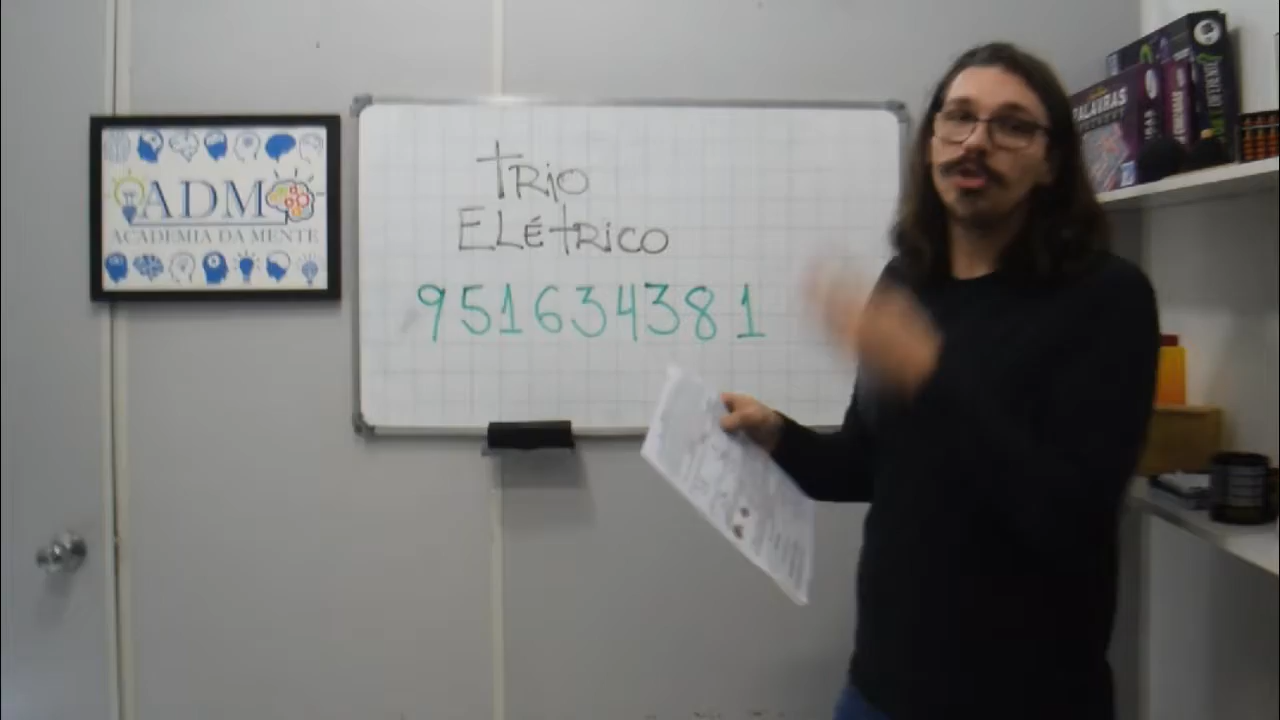 ADM
ACADEMIA DA MENTE
TRIO
ELÉTRICO
951634381
PALAVRAS